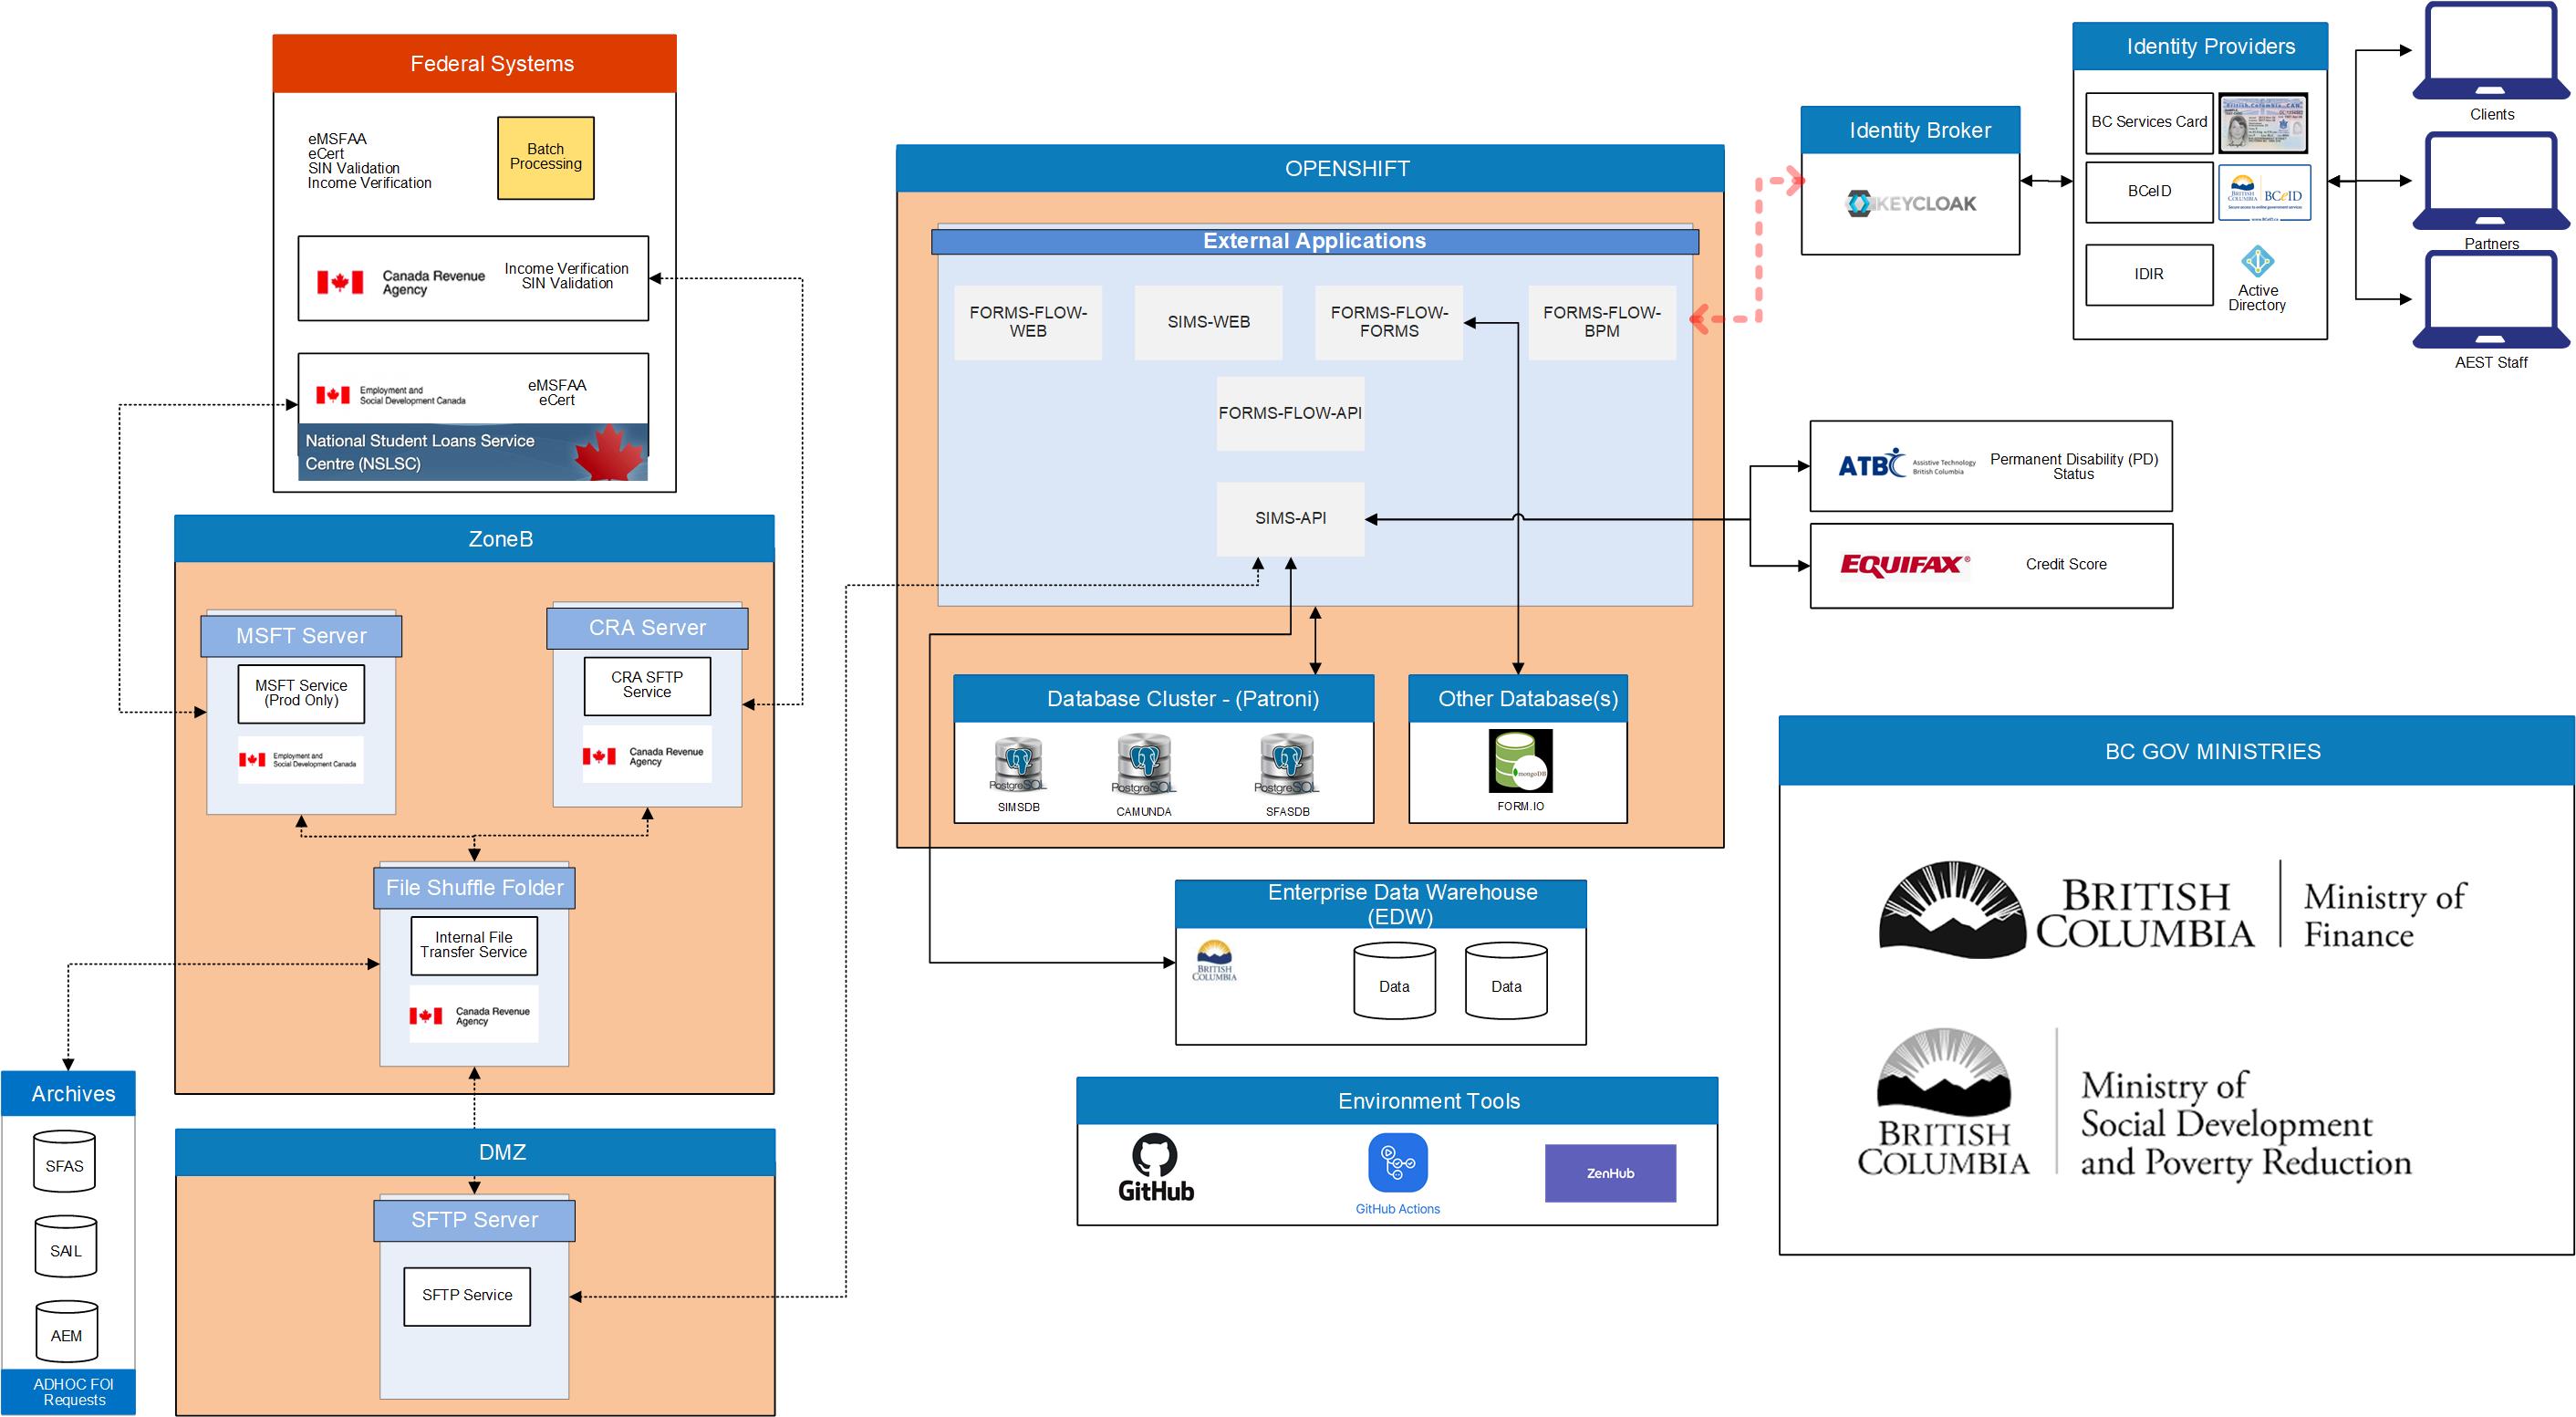 Federal Systems
eMSFAA
eCert
SIN Validation
Income Verification
Batch
Processing
Canada Revenue
Agency
Income Verification
SIN Validation
Employment and
Social Development Canada
eMSFAA
eCert
National Student Loans Service
Centre (NSLSC)
ZoneB
MSFT Server
MSFT Service
(Prod Only)
Employment and
Social Development Canada
CRA Server
CRA SFTP
Service
Canada Revenue
Agency
File Shuffle Folder
Internal File
Transfer Service
Canada Revenue
Agency
Archives
SFAS
SAIL
AEM
ADHOC FOI
Requests
DMZ
SFTP Server
SFTP Service
OPENSHIFT
External Applications
FORMS-FLOW-
WEB
SIMS-WEB
FORMS-FLOW-
FORMS
FORMS-FLOW-
BPM
FORMS-FLOW-API
SIMS-API
Database Cluster - (Patroni)
PostgreSQL
SIMSDB
PostgreSQL
CAMUNDA
PostgreSQL
SFASDB
Other Database(s)
mongoDB
FORM.IO
Enterprise Data Warehouse
(EDW)
BRITISH
COLUMBIA
Data
Data
Environment Tools
GitHub
GitHub Actions
ZenHub
Identity Broker
KEYCLOAK
Identity Providers
BC Services Card
BCeID
BRITISH
COLUMBIA
BCeID
IDIR
Active
Directory
Clients
Partners
AEST Staff
ATBC
Assistive Technology
British Columbia
Permanent Disability (PD)
Status
EQUIFAX®
Credit Score
BC GOV MINISTRIES
BRITISH
COLUMBIA
Ministry of
Finance
BRITISH
COLUMBIA
Ministry of
Social Development
and Poverty Reduction